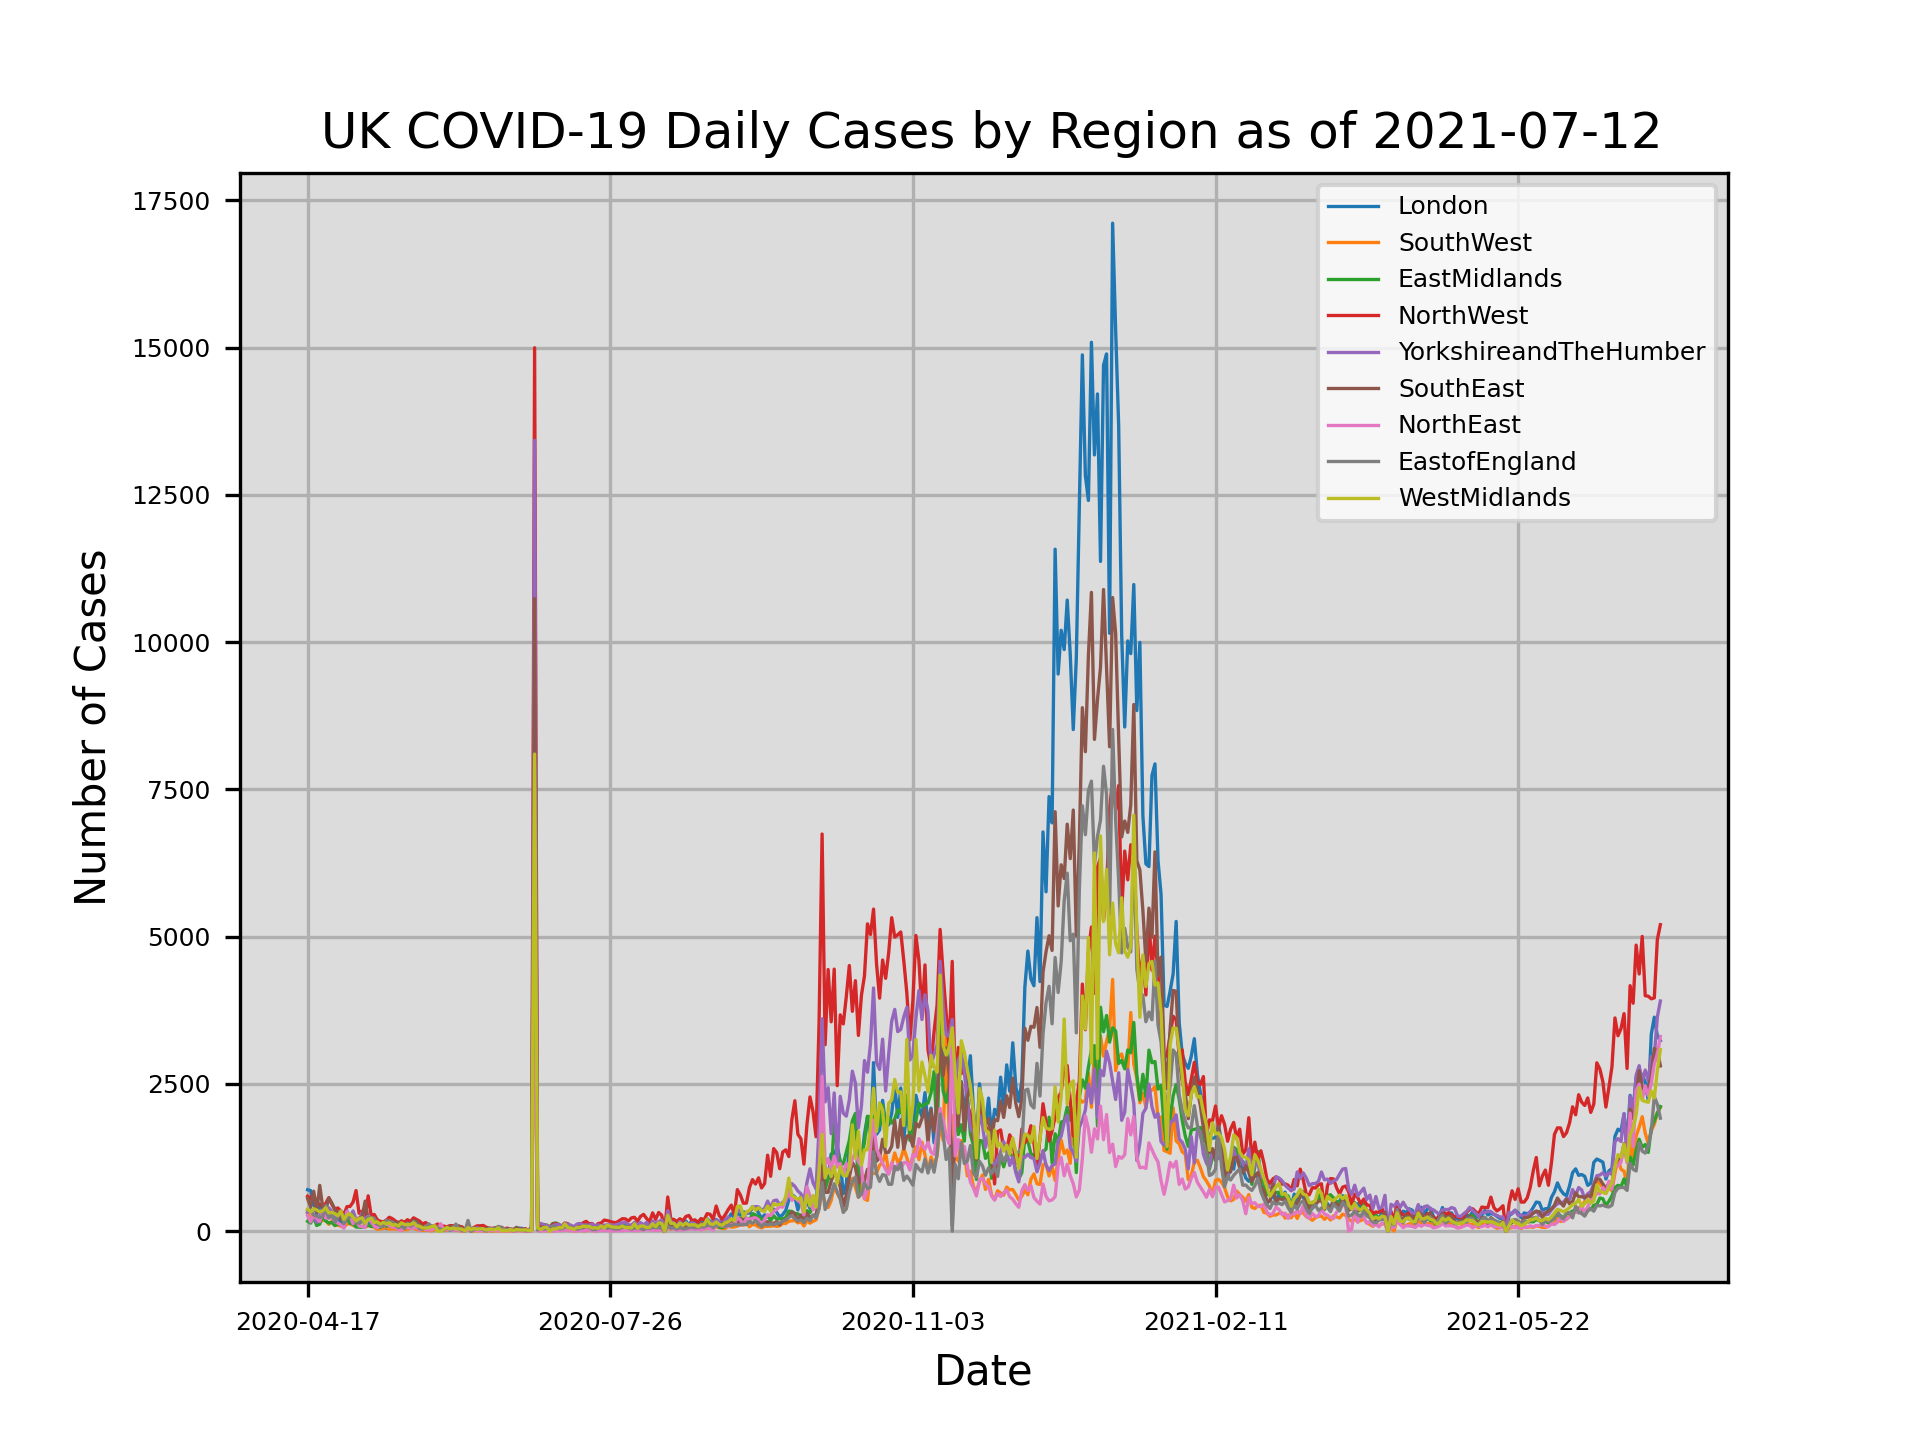 UK COVID-19 Daily Cases by Region as of 2021-07-12
17500
15000
12500
10000
7500
5000
2500
0
Number of Cases
London
SouthWest
EastMidlands
NorthWest
YorkshireandTheHumber
SouthEast
NorthEast
EastofEngland
WestMidlands
2020-04-17
2020-07-26
2020-11-03
2021-02-11
2021-05-22
Date